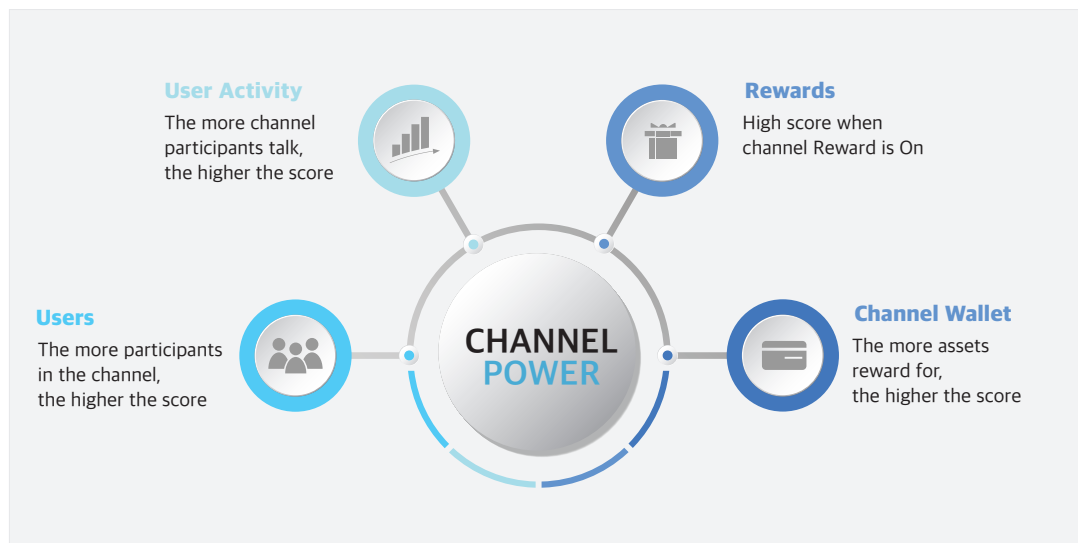 User Activity
The more channel
participants talk,
the higher the score
Rewards
High score when
channel Reward is On
Users
The more participants
in the channel,
the higher the score
CHANNEL
POWER
Channel Wallet
The more assets
reward for,
the higher the score